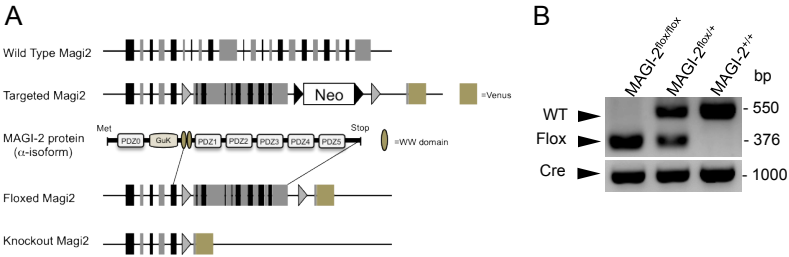 A
Wild Type Magi2
Targeted Magi2
Neo
=Venus
Met
Stop
MAGI-2 protein
(α-isoform)
PDZ0 GuK PDZ1 PDZ2 PDZ3 PDZ4 PDZ5
=WW domain
Floxed Magi2
Knockout Magi2
B
MAGI-2flox/flox
MAGI-2flox/+
MAGI-2+/+
bp
WT
- 550
Flox
- 376
Cre
- 1000